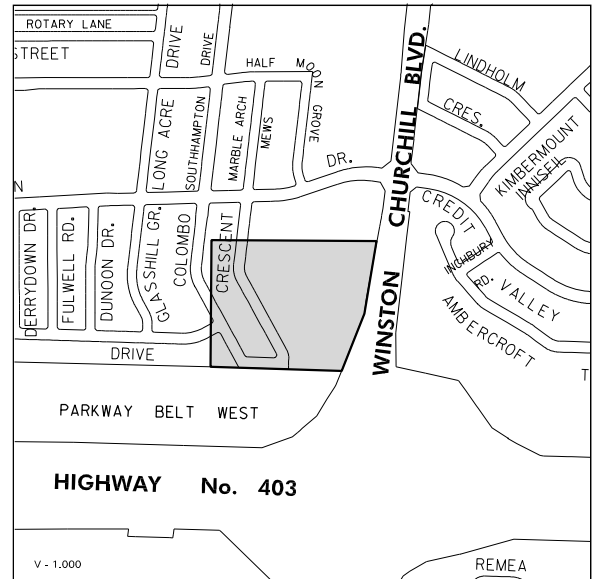 ROTARY LANE
STREET
DRIVE
DRIVE
HALF MOON GROVE
LINDHOLM
CRES.
LONG ACRE
SOUTHHAMPTON
MARBLE ARCH
MEWS
DR.
KIMBERMOUNT
INNISFIL
N
WINSTON CHURCHILL BLVD.
CREDIT
VALLEY
INCHBURY
RD.
AMBERCROFT
DERRYDOWN DR.
FULWELL RD.
DUNOON DR.
GLASSHILL GR.
COLOMBO
CRESCENT
DRIVE
T
PARKWAY BELT WEST
HIGHWAY No. 403
V - 1.000
REMEA